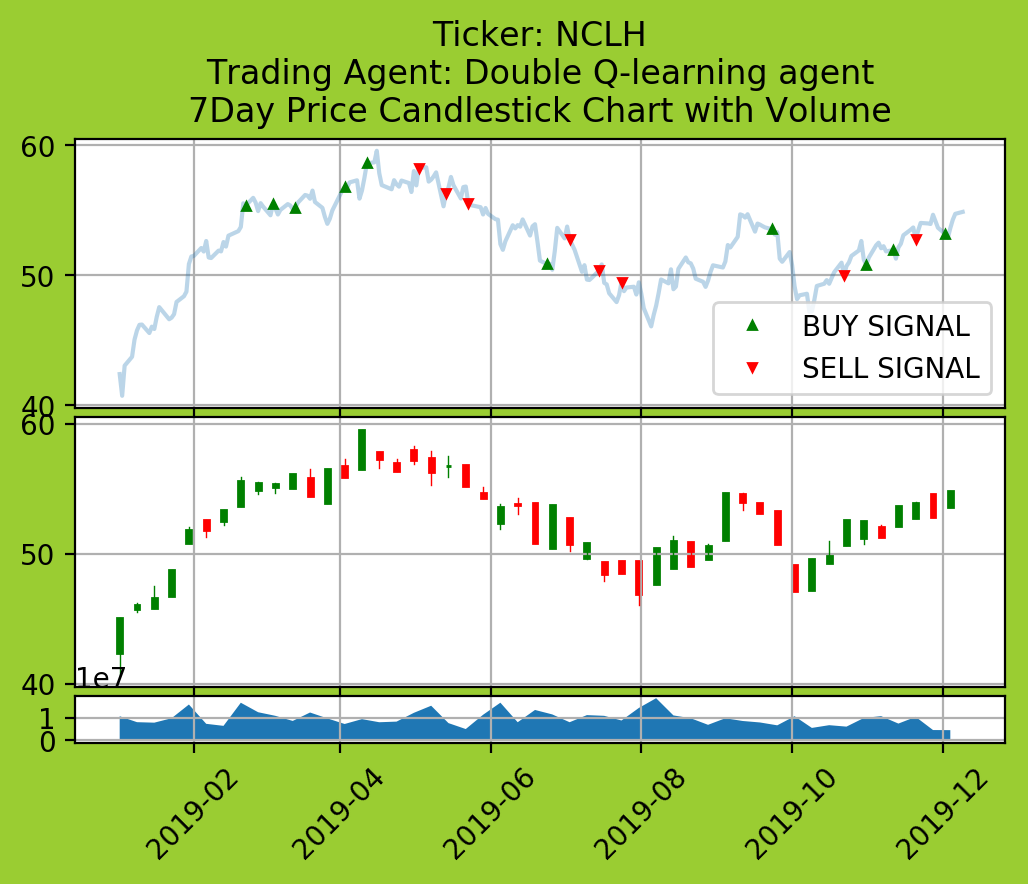 Ticker: NCLH
Trading Agent: Double Q-learning agent
7Day Price Candlestick Chart with Volume
60
50
40
BUY SIGNAL
SELL SIGNAL
60
50
40
1e7
1
0
2019-02
2019-04
2019-06
2019-08
2019-10
2019-12